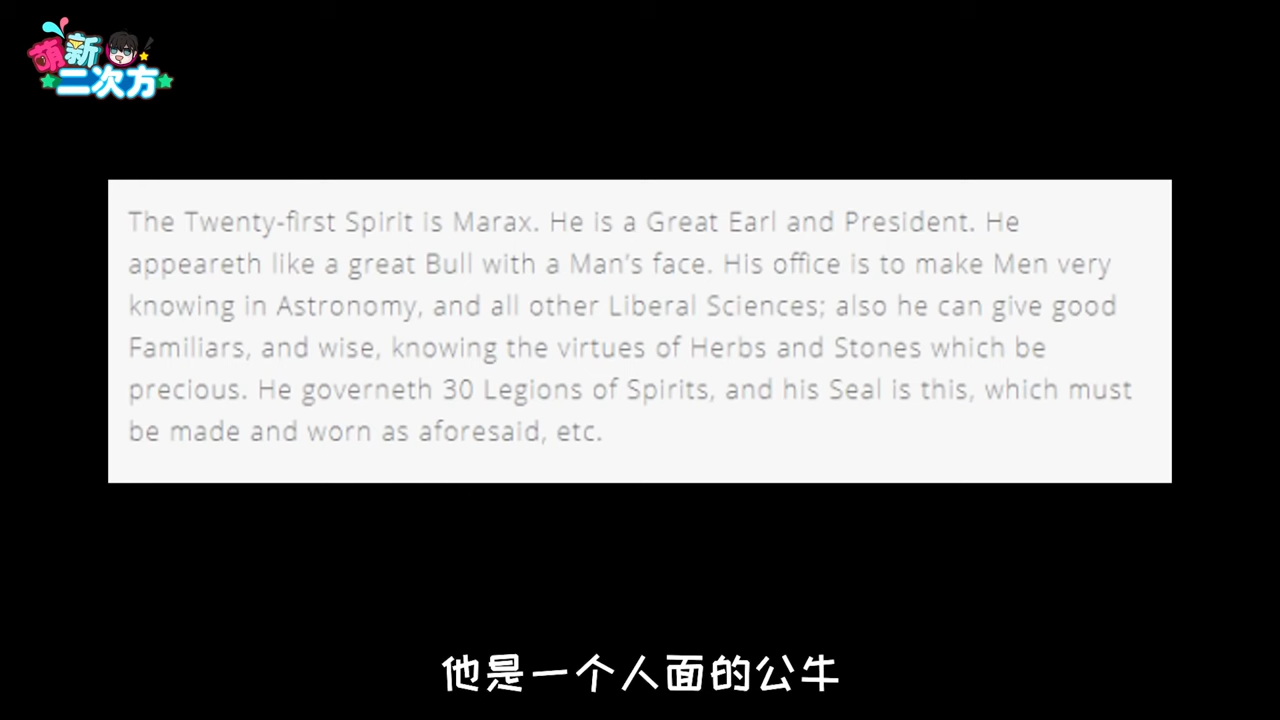 萌新
二次方
The Twenty-first Spirit is Marax. He is a Great Earl and President. He
appeareth like a great Bull with a Man's face. His office is to make Men very
knowing in Astronomy, and all other Liberal Sciences; also he can give good
Familiars, and wise, knowing the virtues of Herbs and Stones which be
precious. He governeth 30 Legions of Spirits, and his Seal is this, which must
be made and worn as aforesaid, etc.
他是一个人面的公牛